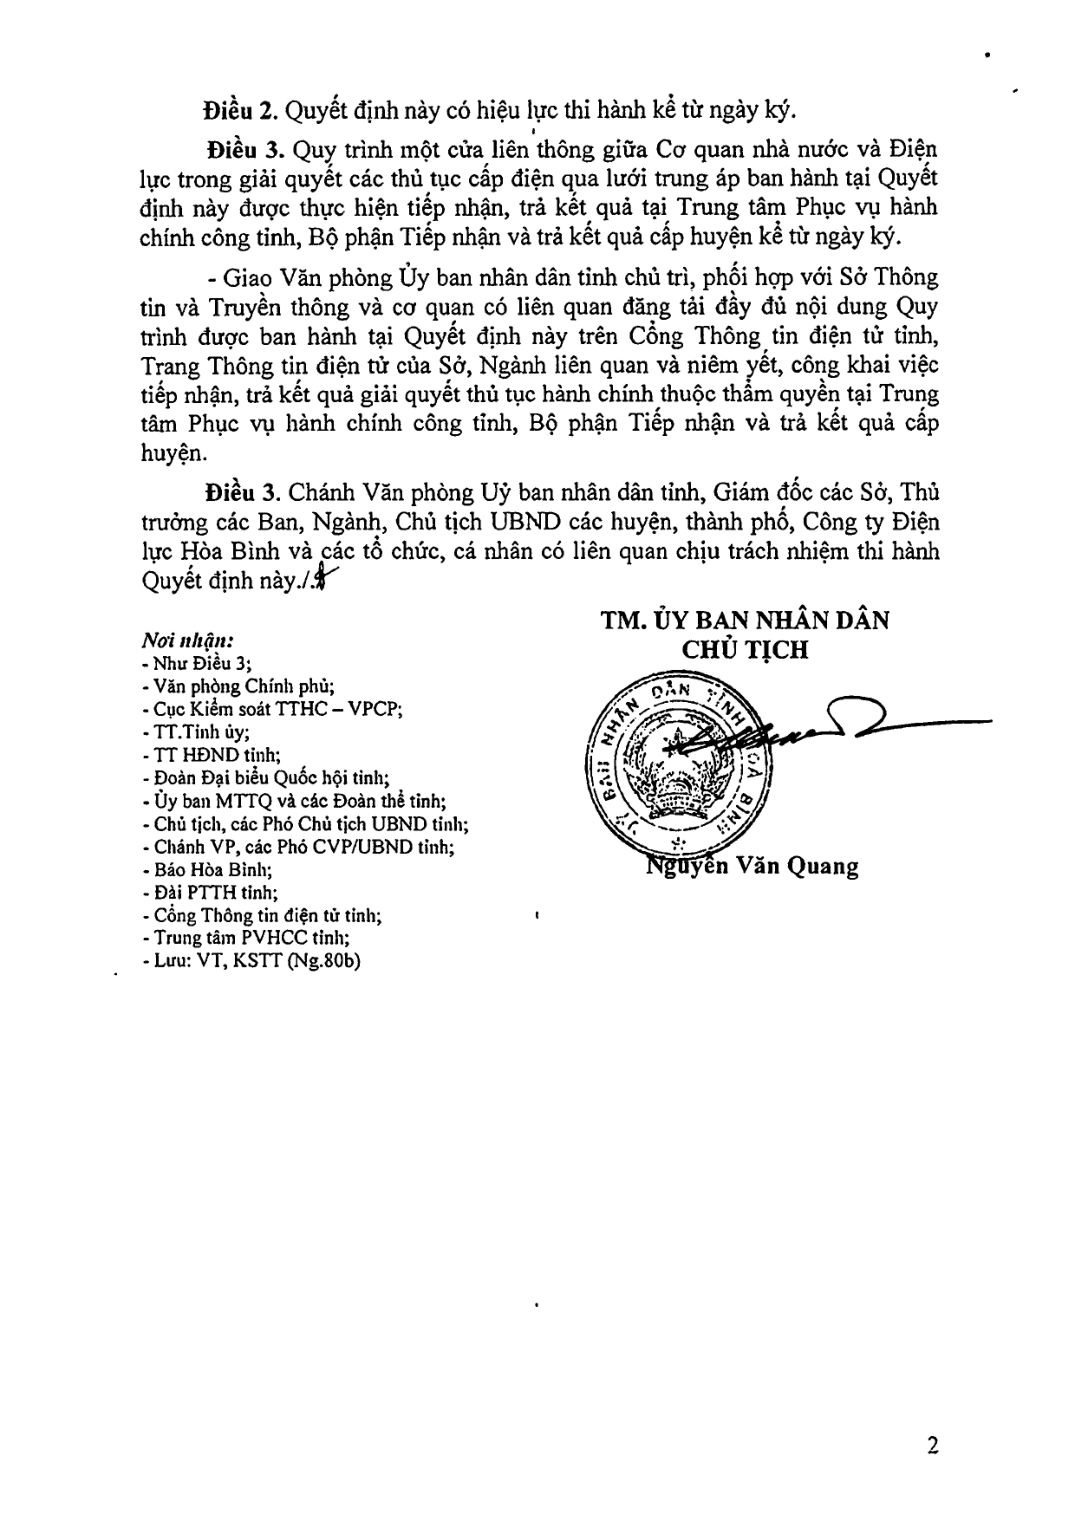 Điều 2. Quyết định này có hiệu lực thi hành kể từ ngày ký.
Điều 3. Quy trình một cửa liên thông giữa Cơ quan nhà nước và Điện
lực trong giải quyết các thủ tục cấp điện qua lưới trung áp ban hành tại Quyết
định này được thực hiện tiếp nhận, trả kết quả tại Trung tâm Phục vụ hành
chính công tỉnh, Bộ phận Tiếp nhận và trả kết quả cấp huyện kể từ ngày ký.
- Giao Văn phòng Ủy ban nhân dân tỉnh chủ trì, phối hợp với Sở Thông
tin và Truyền thông và cơ quan có liên quan đăng tải đầy đủ nội dung Quy
trình được ban hành tại Quyết định này trên Cổng Thông tin điện tử tỉnh,
Trang Thông tin điện tử của Sở, Ngành liên quan và niêm yết, công khai việc
tiếp nhận, trả kết quả giải quyết thủ tục hành chính thuộc thẩm quyền tại Trung
tâm Phục vụ hành chính công tỉnh, Bộ phận Tiếp nhận và trả kết quả cấp
huyện.
Điều 3. Chánh Văn phòng Uỷ ban nhân dân tỉnh, Giám đốc các Sở, Thủ
trưởng các Ban, Ngành, Chủ tịch UBND các huyện, thành phố, Công ty Điện
lực Hòa Bình và các tổ chức, cá nhân có liên quan chịu trách nhiệm thi hành
Quyết định này./.
TM. ỦY BAN NHÂN DÂN
CHỦ TỊCH
ỦY BAN NHÂN DÂN TỈNH HOÀ BÌNH
Nguyễn Văn Quang
Nơi nhận:
- Như Điều 3;
- Văn phòng Chính phủ;
- Cục Kiểm soát TTHC – VPCP;
- TT.Tỉnh ủy;
- TT HĐND tỉnh;
- Đoàn Đại biểu Quốc hội tỉnh;
- Ủy ban MTTQ và các Đoàn thể tỉnh;
- Chủ tịch, các Phó Chủ tịch UBND tỉnh;
- Chánh VP, các Phó CVP/UBND tỉnh;
- Báo Hòa Bình;
- Đài PTTH tỉnh;
- Cổng Thông tin điện tử tỉnh;
- Trung tâm PVHCC tỉnh;
- Lưu: VT, KSTT (Ng.80b)
2